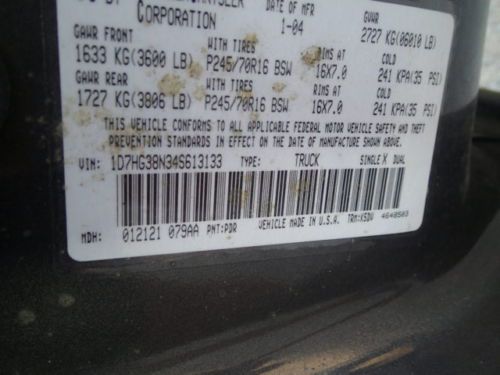 CORPORATION
DATE OF MFR
GVWR
1-04
2727 KG(06010 LB)
GAWR FRONT WITH TIRES RIMS AT COLD
1633 KG(3600 LB) P245/70R16 BSW 16X7.0 241 KPA(35 PSI)
GAWR REAR WITH TIRES RIMS AT COLD
1727 KG(3806 LB) P245/70R16 BSW 16X7.0 241 KPA(35 PSI)
THIS VEHICLE CONFORMS TO ALL APPLICABLE FEDERAL MOTOR VEHICLE SAFETY AND THEFT
PREVENTION STANDARDS IN EFFECT ON THE DATE OF MANUFACTURE SHOWN ABOVE.
VIN: 1D7HG38N34S613133 TYPE: TRUCK SINGLE X DUAL
MDH: 012121 079AA PNT:PDR VEHICLE MADE IN U.S.A. TRM:X5DV 4648503